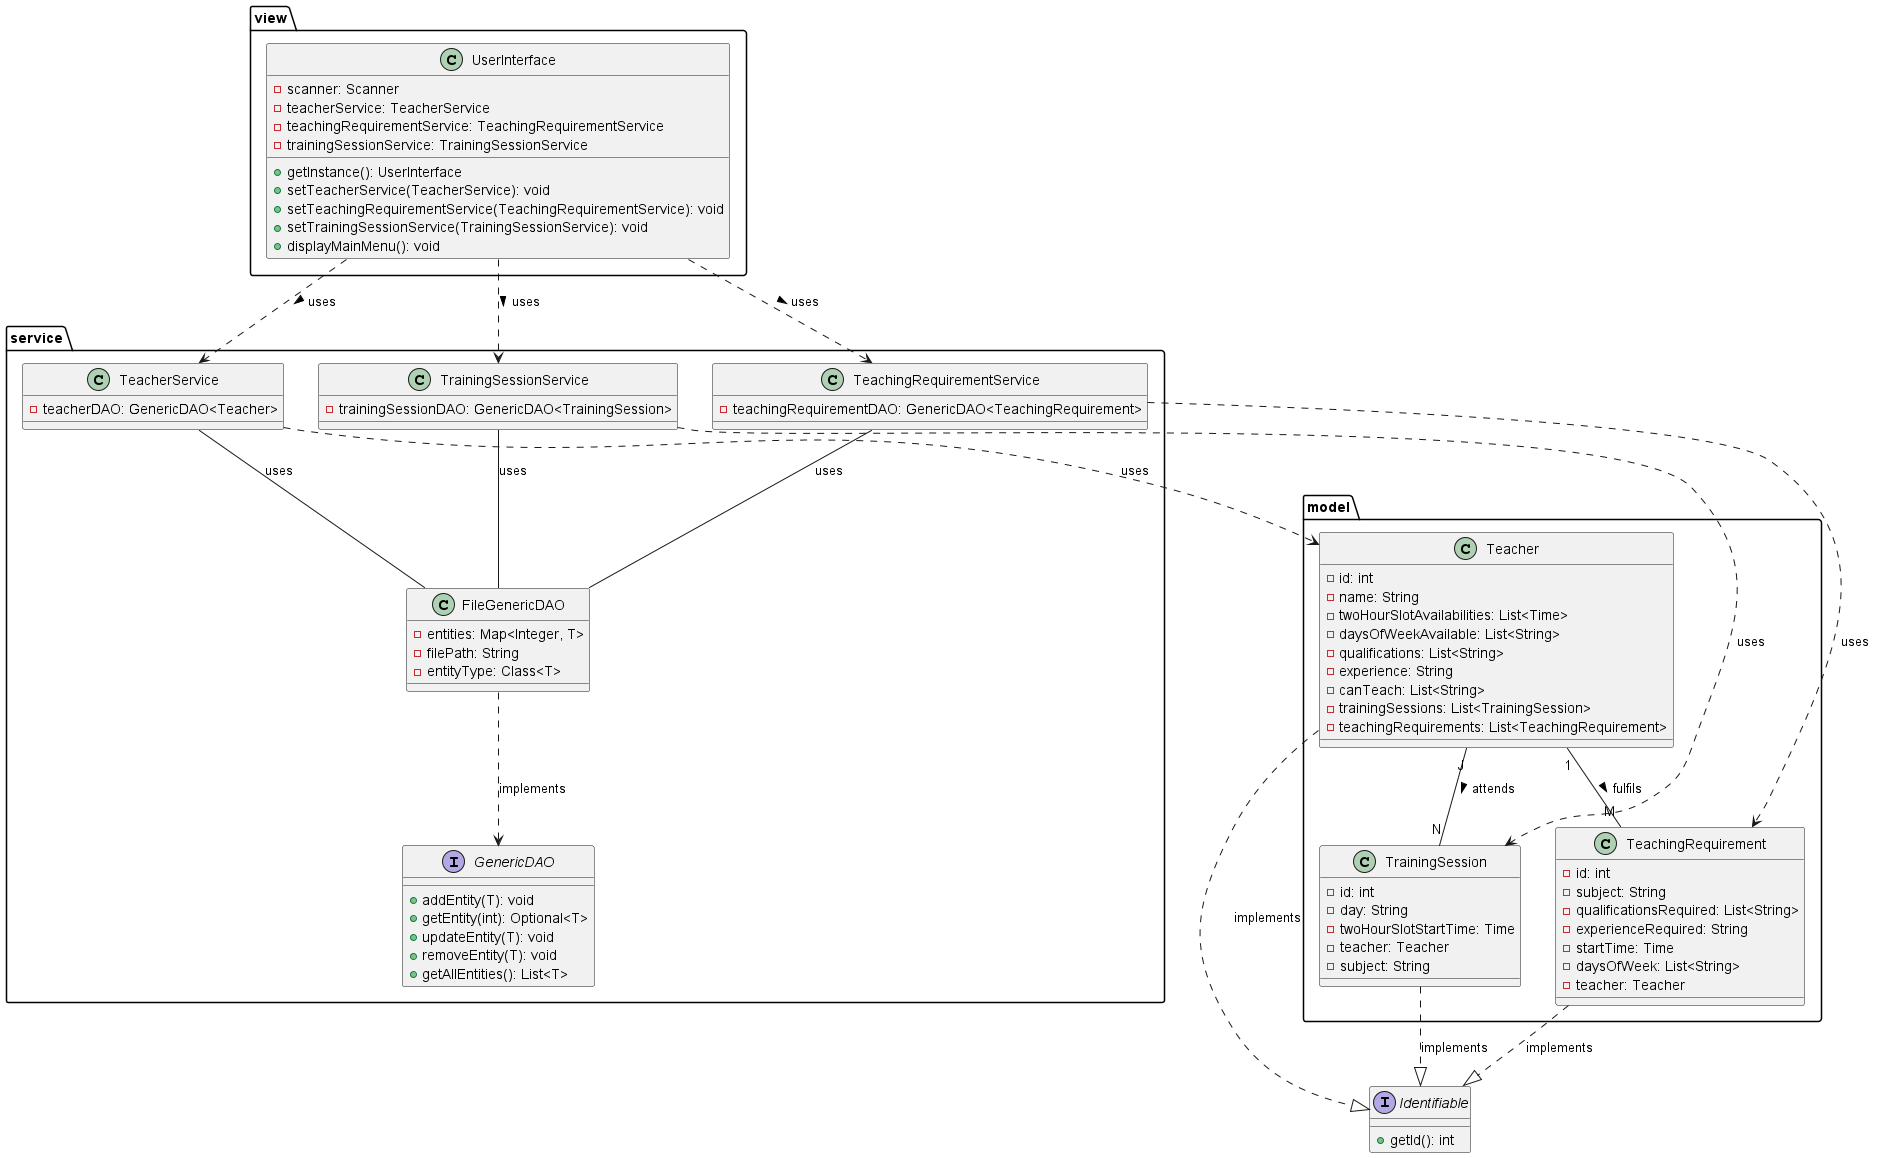 view
UserInterface
scanner: Scanner
teacherService: TeacherService
teachingRequirementService: TeachingRequirementService
trainingSessionService: TrainingSessionService
getInstance(): UserInterface
setTeacherService(TeacherService): void
setTeachingRequirementService(TeachingRequirementService): void
setTrainingSessionService(TrainingSessionService): void
displayMainMenu(): void
uses
uses
uses
service
TeacherService
teacherDAO: GenericDAO<Teacher>
TrainingSessionService
trainingSessionDAO: GenericDAO<TrainingSession>
TeachingRequirementService
teachingRequirementDAO: GenericDAO<TeachingRequirement>
uses
uses
uses
uses
uses
uses
FileGenericDAO
entities: Map<Integer, T>
filePath: String
entityType: Class<T>
implements
GenericDAO
addEntity(T): void
getEntity(int): Optional<T>
updateEntity(T): void
removeEntity(T): void
getAllEntities(): List<T>
model
Teacher
id: int
name: String
twoHourSlotAvailabilities: List<Time>
daysOfWeekAvailable: List<String>
qualifications: List<String>
experience: String
canTeach: List<String>
trainingSessions: List<TrainingSession>
teachingRequirements: List<TeachingRequirement>
J
attends
N
1
fulfils
M
TrainingSession
id: int
day: String
twoHourSlotStartTime: Time
teacher: Teacher
subject: String
TeachingRequirement
id: int
subject: String
qualificationsRequired: List<String>
experienceRequired: String
startTime: Time
daysOfWeek: List<String>
teacher: Teacher
implements
implements
implements
Identifiable
getId(): int